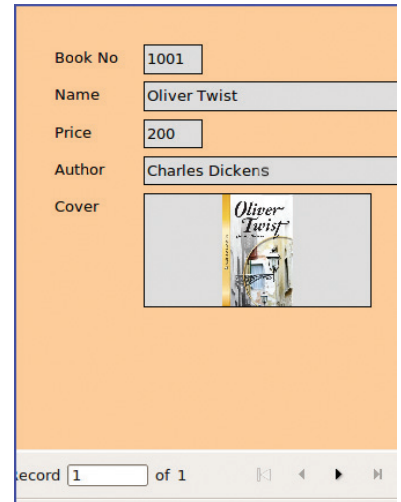 Book No 1001
Name Oliver Twist
Price 200
Author Charles Dickens
Cover
Oliver
Twist
ecord 1 of 1